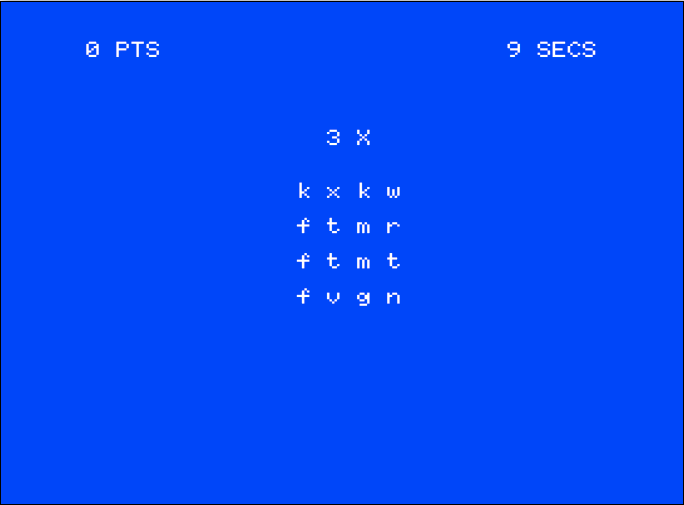 0 PTS 9 SECS
3 X
k x k w
f t m r
f t m t
f v g n